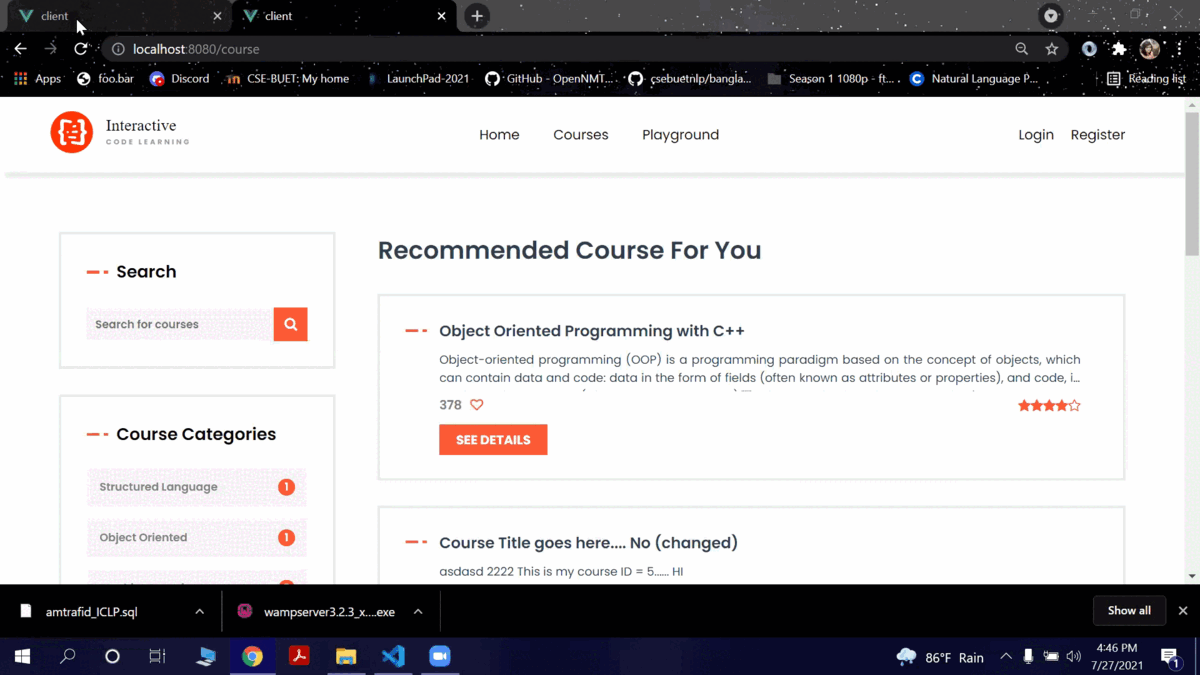 client
client
localhost:8080/course
Apps
foo.bar
Discord
CSE-BUET: My home
LaunchPad-2021
GitHub - OpenNMT...
csebuetnlp/bangla...
Season 1 1080p - ft...
Natural Language P...
Reading list
Interactive
CODE LEARNING
Home
Courses
Playground
Login
Register
Search
Search for courses
Course Categories
Structured Language
1
Object Oriented
1
Recommended Course For You
Object Oriented Programming with C++
Object-oriented programming (OOP) is a programming paradigm based on the concept of objects, which
can contain data and code: data in the form of fields (often known as attributes or properties), and code, i...
378
SEE DETAILS
Course Title goes here.... No (changed)
asdasd 2222 This is my course ID = 5...... HI
amtrafid_ICLP.sql
wampserver3.2.3_x....exe
Show all
86°F Rain
4:46 PM
7/27/2021
1